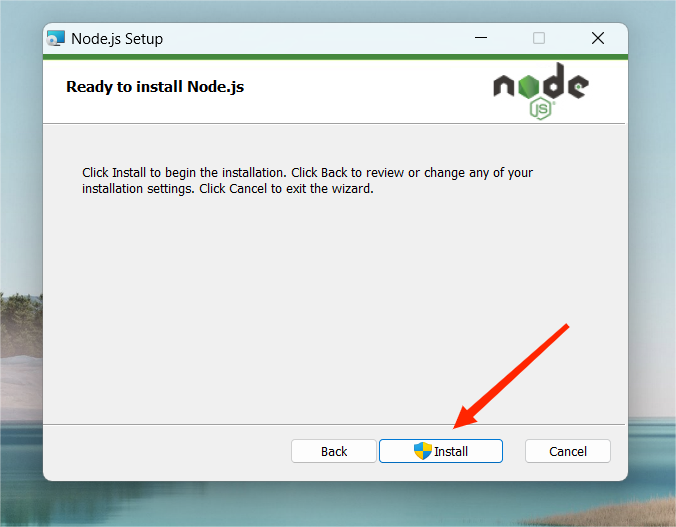 Node.js Setup
Ready to install Node.js
node
JS
Click Install to begin the installation. Click Back to review or change any of your
installation settings. Click Cancel to exit the wizard.
Back
Install
Cancel